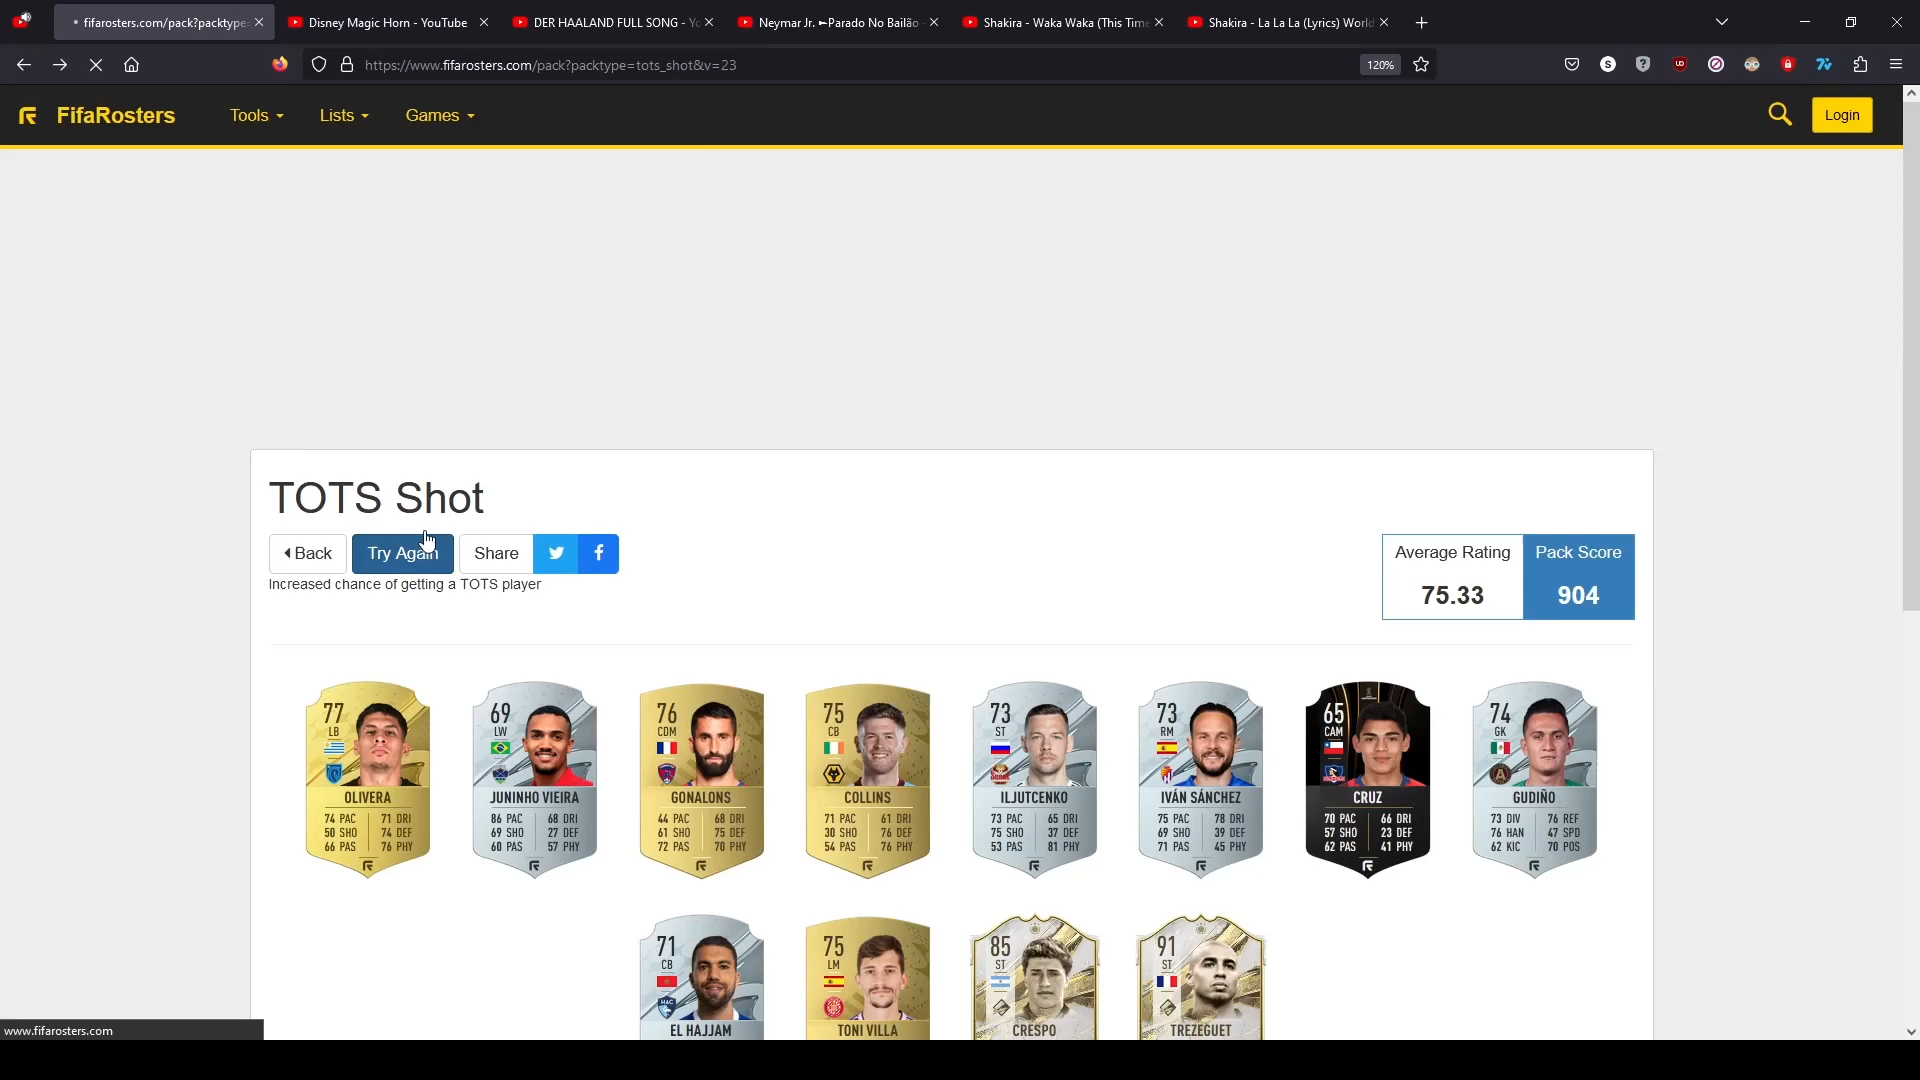 fifarosters.com/pack?packtype=
Disney Magic Horn - YouTube
DER HAALAND FULL SONG - Yo
Neymar Jr. ►Parado No Bailão
Shakira - Waka Waka (This Time
Shakira - La La La (Lyrics) World
https://www.fifarosters.com/pack?packtype=tots_shot&v=23
120%
FifaRosters
Tools
Lists
Games
Login
TOTS Shot
Back
Try Again
Share
Increased chance of getting a TOTS player
Average Rating
75.33
Pack Score
904
77
LB
OLIVERA
74 PAC 71 DRI
50 SHO 74 DEF
66 PAS 76 PHY
69
LW
JUNINHO VIEIRA
86 PAC 68 DRI
69 SHO 27 DEF
60 PAS 57 PHY
76
CDM
GONALONS
44 PAC 68 DRI
61 SHO 75 DEF
72 PAS 70 PHY
75
CB
COLLINS
71 PAC 61 DRI
30 SHO 76 DEF
54 PAS 76 PHY
73
ST
ILJUTCENKO
73 PAC 65 DRI
75 SHO 37 DEF
53 PAS 81 PHY
73
RM
IVÁN SÁNCHEZ
75 PAC 78 DRI
69 SHO 39 DEF
71 PAS 45 PHY
65
CAM
CRUZ
70 PAC 66 DRI
57 SHO 23 DEF
62 PAS 41 PHY
74
GK
GUDIÑO
73 DIV 76 REF
76 HAN 47 SPD
62 KIC 70 POS
71
CB
HAC
EL HAJJAM
75
LM
TONI VILLA
85
ST
CRESPO
91
ST
TREZEGUET
www.fifarosters.com